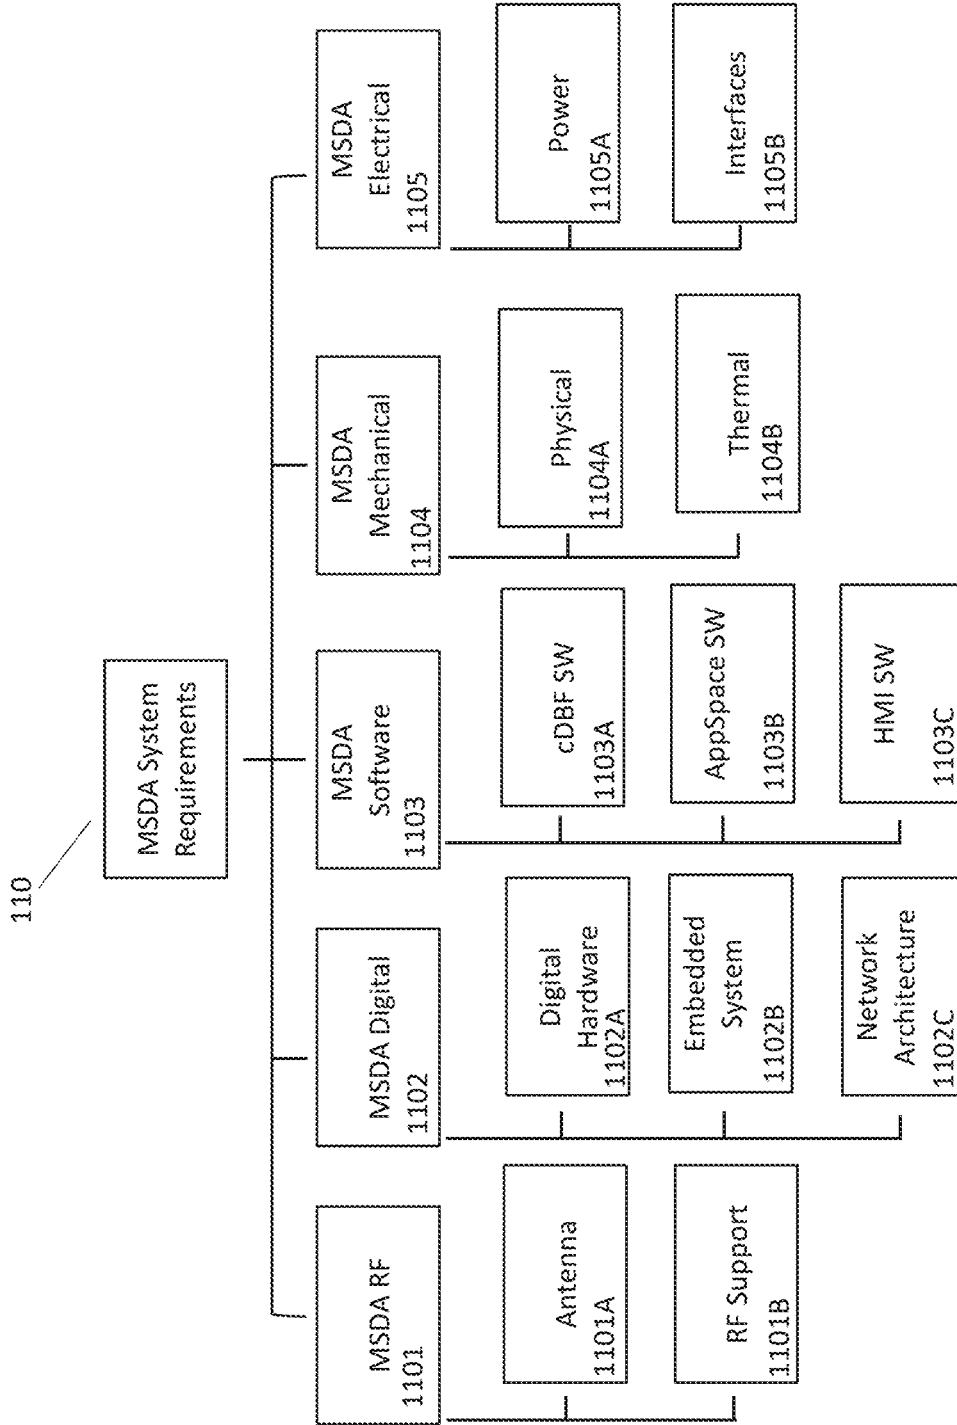 110
MSDA System
Requirements
MSDA RF
1101
MSDA Digital
1102
MSDA
Software
1103
MSDA
Mechanical
1104
MSDA
Electrical
1105
Antenna
1101A
RF Support
1101B
Digital
Hardware
1102A
Embedded
System
1102B
Network
Architecture
1102C
cDBF SW
1103A
AppSpace SW
1103B
HMI SW
1103C
Physical
1104A
Thermal
1104B
Power
1105A
Interfaces
1105B